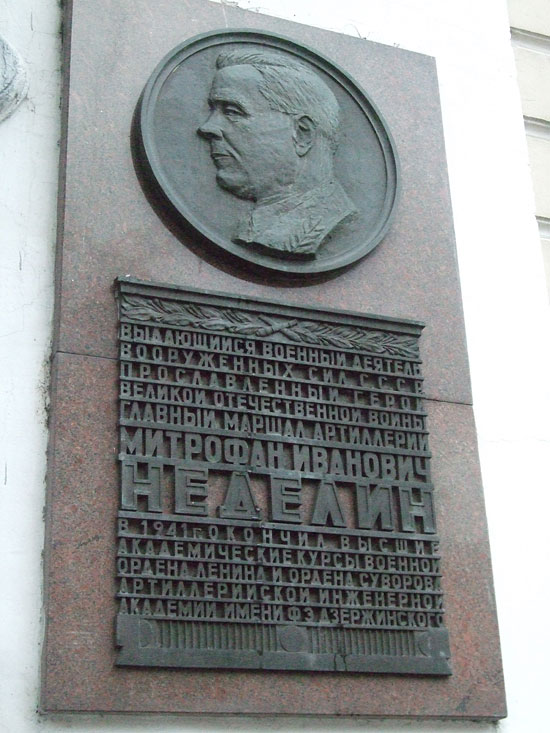 ВЫДАЮЩИЙСЯ ВОЕННЫЙ ДЕЯТЕЛЬ
ВООРУЖЕННЫХ СИЛ СССР
ПРОСЛАВЛЕННЫЙ ГЕРОЙ
ВЕЛИКОЙ ОТЕЧЕСТВЕННОЙ ВОЙНЫ
ГЛАВНЫЙ МАРШАЛ АРТИЛЛЕРИИ
МИТРОФАН ИВАНОВИЧ
НЕДЕЛИН
В 1941 г. ОКОНЧИЛ ВЫСШИЕ
АКАДЕМИЧЕСКИЕ КУРСЫ ВОЕННОЙ
ОРДЕНА ЛЕНИНА И ОРДЕНА СУВОРОВА
АРТИЛЛЕРИЙСКОЙ ИНЖЕНЕРНОЙ
АКАДЕМИИ ИМЕНИ Ф.Э. ДЗЕРЖИНСКОГО